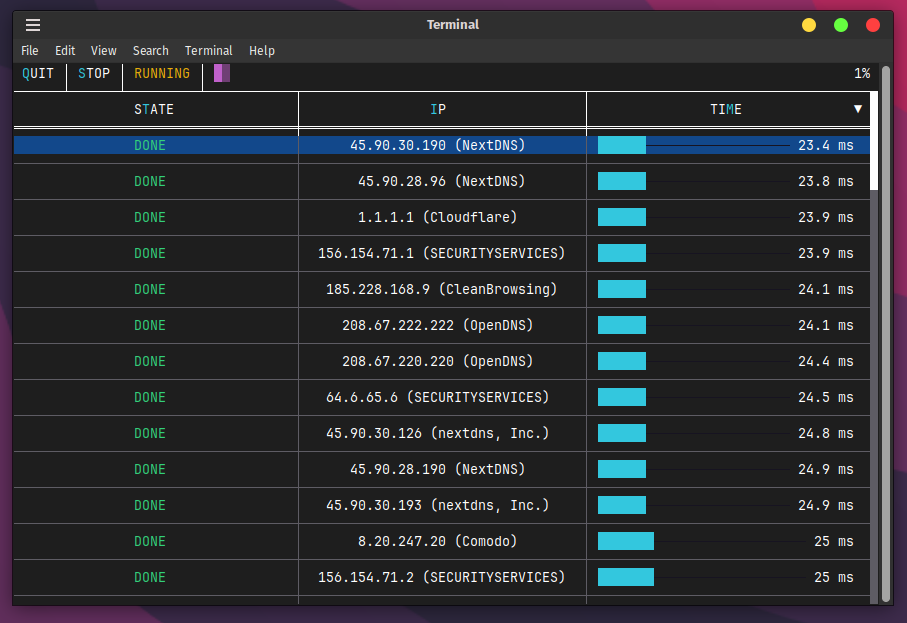 Terminal
File Edit View Search Terminal Help
QUIT STOP RUNNING 1%
STATE IP TIME ▼
DONE 45.90.30.190 (NextDNS) 23.4 ms
DONE 45.90.28.96 (NextDNS) 23.8 ms
DONE 1.1.1.1 (Cloudflare) 23.9 ms
DONE 156.154.71.1 (SECURITYSERVICES) 23.9 ms
DONE 185.228.168.9 (CleanBrowsing) 24.1 ms
DONE 208.67.222.222 (OpenDNS) 24.1 ms
DONE 208.67.220.220 (OpenDNS) 24.4 ms
DONE 64.6.65.6 (SECURITYSERVICES) 24.5 ms
DONE 45.90.30.126 (nextdns, Inc.) 24.8 ms
DONE 45.90.28.190 (NextDNS) 24.9 ms
DONE 45.90.30.193 (nextdns, Inc.) 24.9 ms
DONE 8.20.247.20 (Comodo) 25 ms
DONE 156.154.71.2 (SECURITYSERVICES) 25 ms